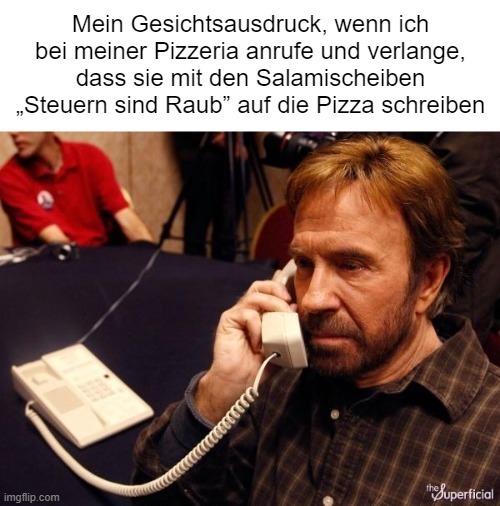 Mein Gesichtsausdruck, wenn ich
bei meiner Pizzeria anrufe und verlange,
dass sie mit den Salamischeiben
„Steuern sind Raub” auf die Pizza schreiben
imgflip.com
the Superficial